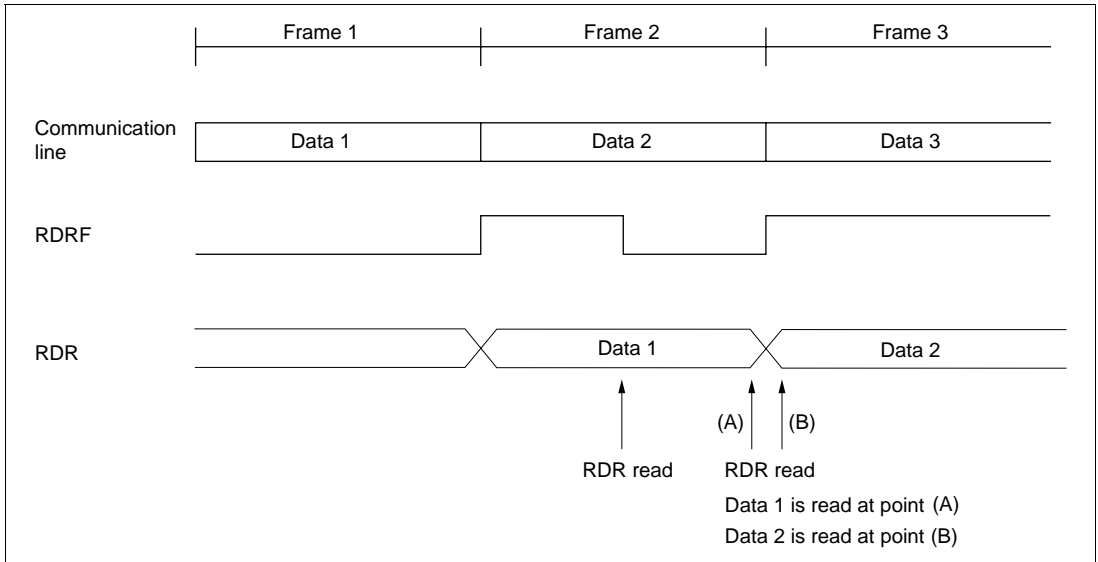 Frame 1 Frame 2 Frame 3
Communication
line
Data 1 Data 2 Data 3
RDRF
RDR
Data 1 Data 2
(A) (B)
RDR read RDR read
Data 1 is read at point (A)
Data 2 is read at point (B)